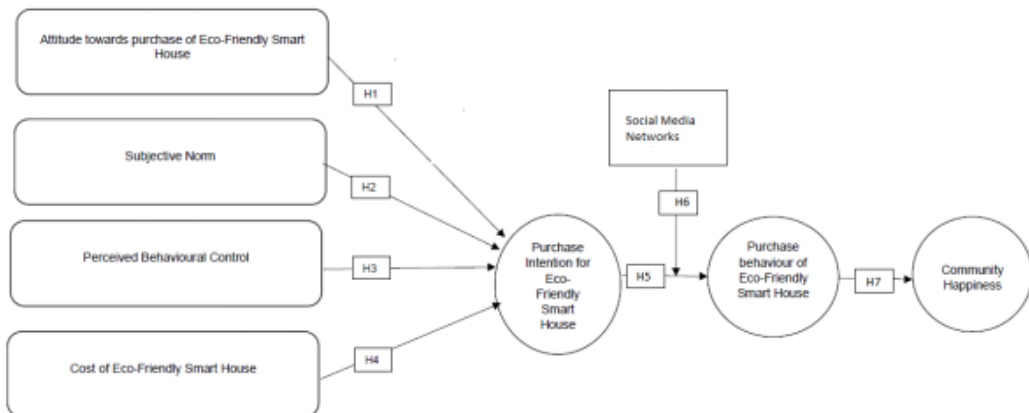 Attitude towards purchase of Eco-Friendly Smart
House
H1
Subjective Norm
H2
Perceived Behavioural Control
H3
Cost of Eco-Friendly Smart House
H4
Purchase
Intention for
Eco-
Friendly
Smart
House
H5
Social Media
Networks
H6
Purchase
behaviour of
Eco-Friendly
Smart House
H7
Community
Happiness